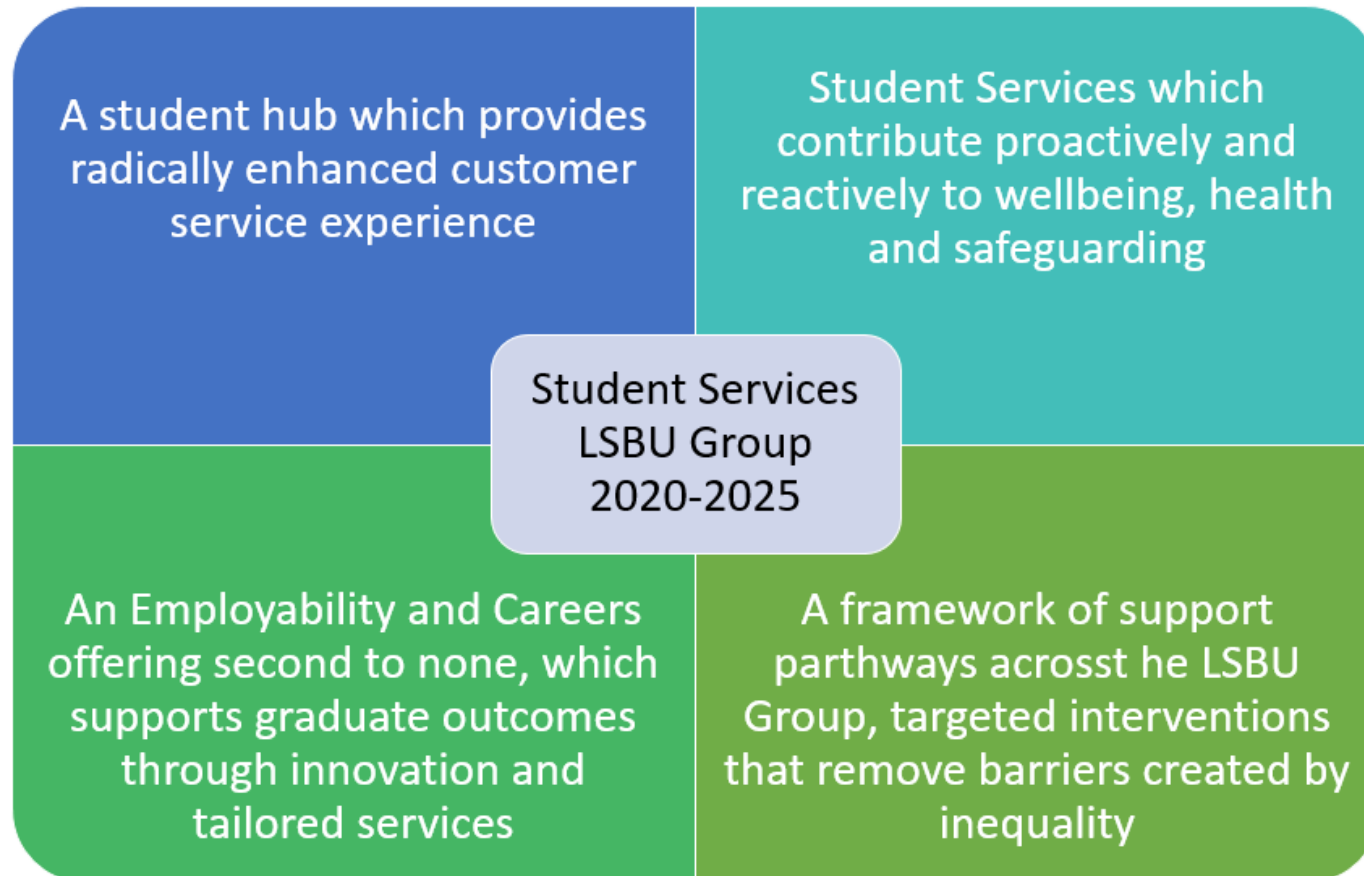 A student hub which provides
radically enhanced customer
service experience
Student Services which
contribute proactively and
reactively to wellbeing, health
and safeguarding
Student Services
LSBU Group
2020-2025
An Employability and Careers
offering second to none, which
supports graduate outcomes
through innovation and
tailored services
A framework of support
parthways acrosst he LSBU
Group, targeted interventions
that remove barriers created by
inequality